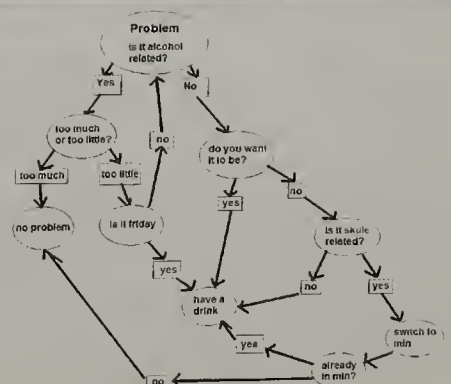 Problem
is it alcohol
related?
Yes
No
too much
or too little?
no
do you want
it to be?
too much
too little
no
yes
no problem
is it friday
is it skule
related?
yes
no
yes
have a
drink
switch to
min
yes
already
in min?
no